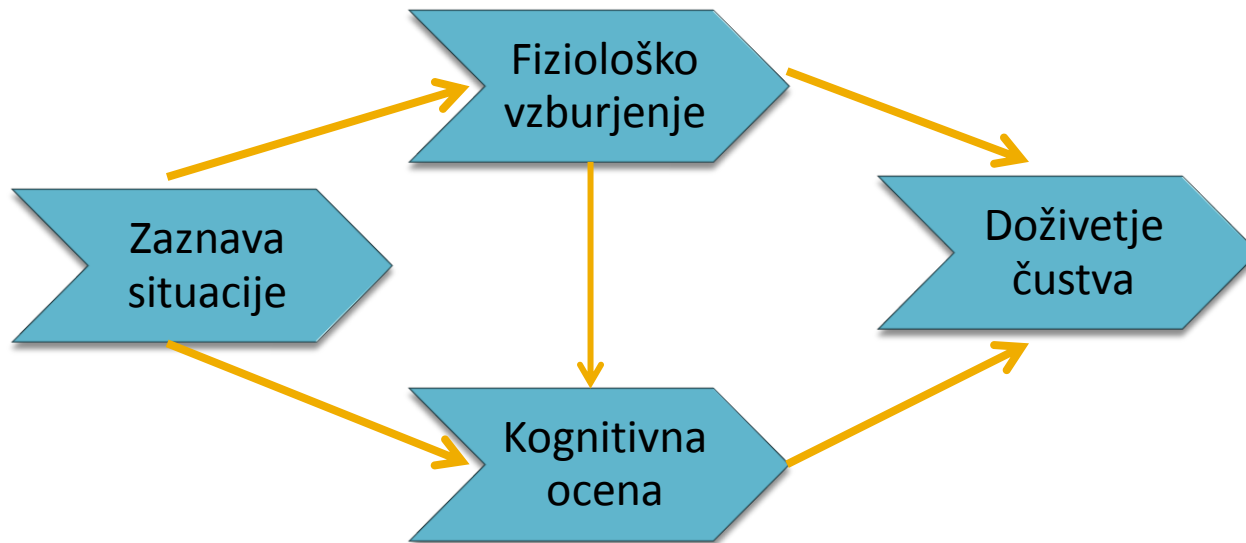 Fiziološko
vzburjenje
Zaznava
situacije
Doživetje
čustva
Kognitivna
ocena